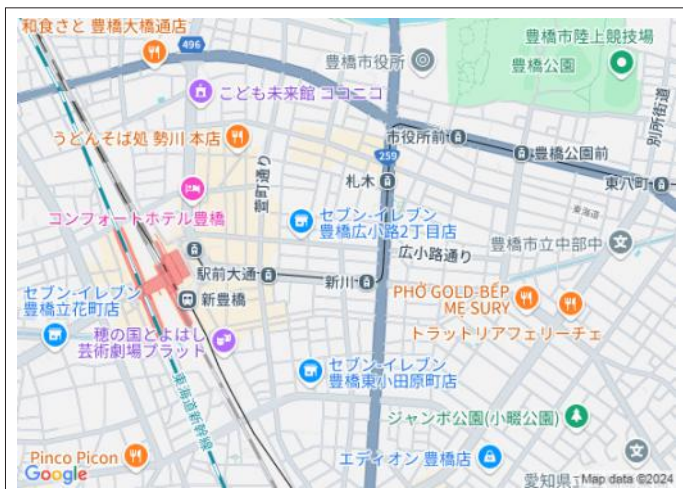 和食さと 豊橋大橋通店
496
豊橋市役所
豊橋市陸上競技場
豊橋公園
別所街道
こども未来館 ココニコ
うどんそば処 勢川 本店
市役所前
259
豊橋公園前
豊町通り
札木
東八町
コンフォートホテル豊橋
東海道
セブン-イレブン
豊橋広小路2丁目店
広小路通り
豊橋市立中部中
駅前大通
新川
セブン-イレブン
豊橋立花町店
新豊橋
PHỞ GOLD-BẾP
MẸ SURY
トラットリアフェリーチェ
穂の国とよはし
芸術劇場プラット
東海道新幹線
セブン-イレブン
豊橋東小田原町店
ジャンボ公園(小畷公園)
Pinco Picon
エディオン 豊橋店
Google
愛知県
Map data ©2024